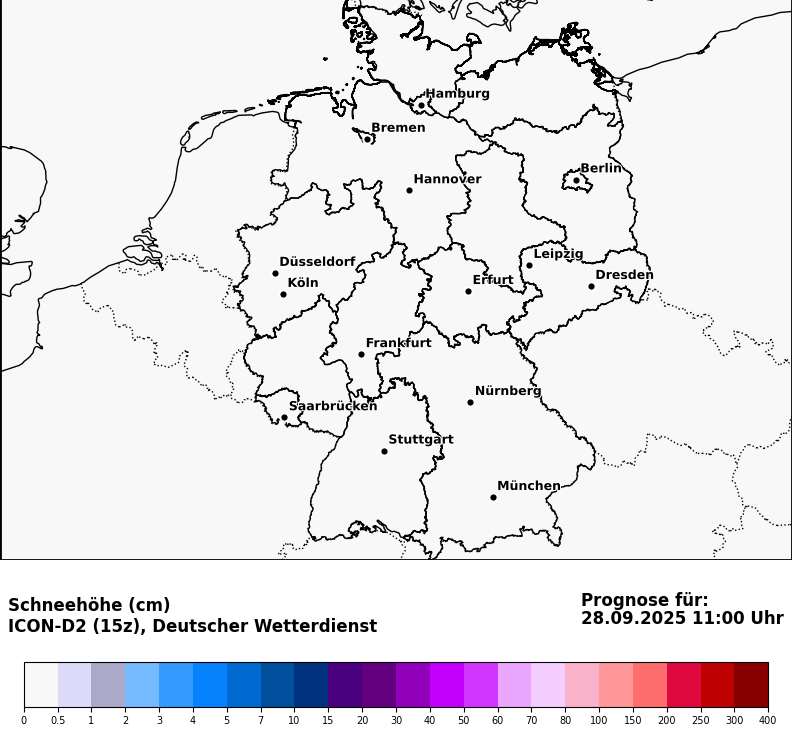 Hamburg
Bremen
Berlin
Hannover
Leipzig
Düsseldorf
Dresden
Köln
Erfurt
Frankfurt
Nürnberg
Saarbrücken
Stuttgart
München
Schneehöhe (cm)
ICON-D2 (15z), Deutscher Wetterdienst
Prognose für:
28.09.2025 11:00 Uhr
0 0.5 1 2 3 4 5 7 10 15 20 30 40 50 60 70 80 100 150 200 250 300 400